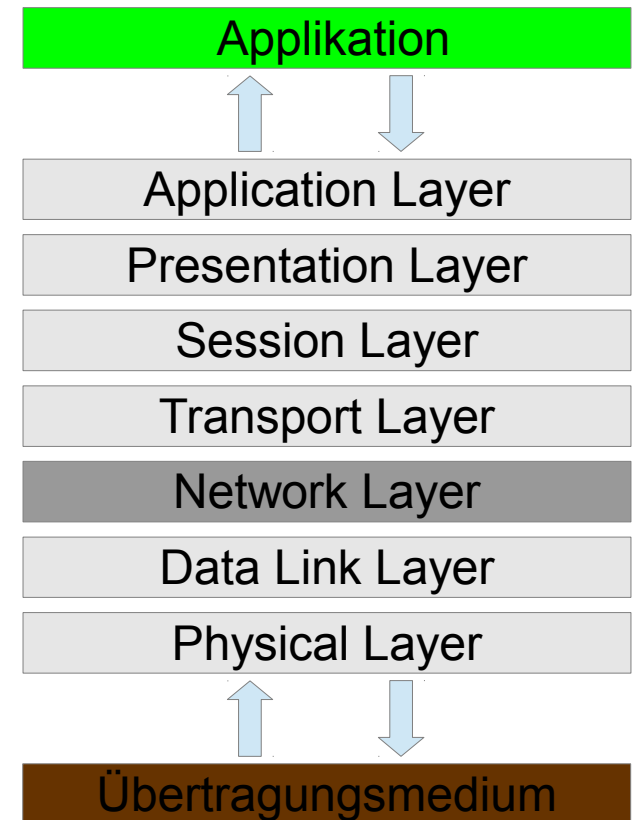 Applikation
Application Layer
Presentation Layer
Session Layer
Transport Layer
Network Layer
Data Link Layer
Physical Layer
Übertragungsmedium